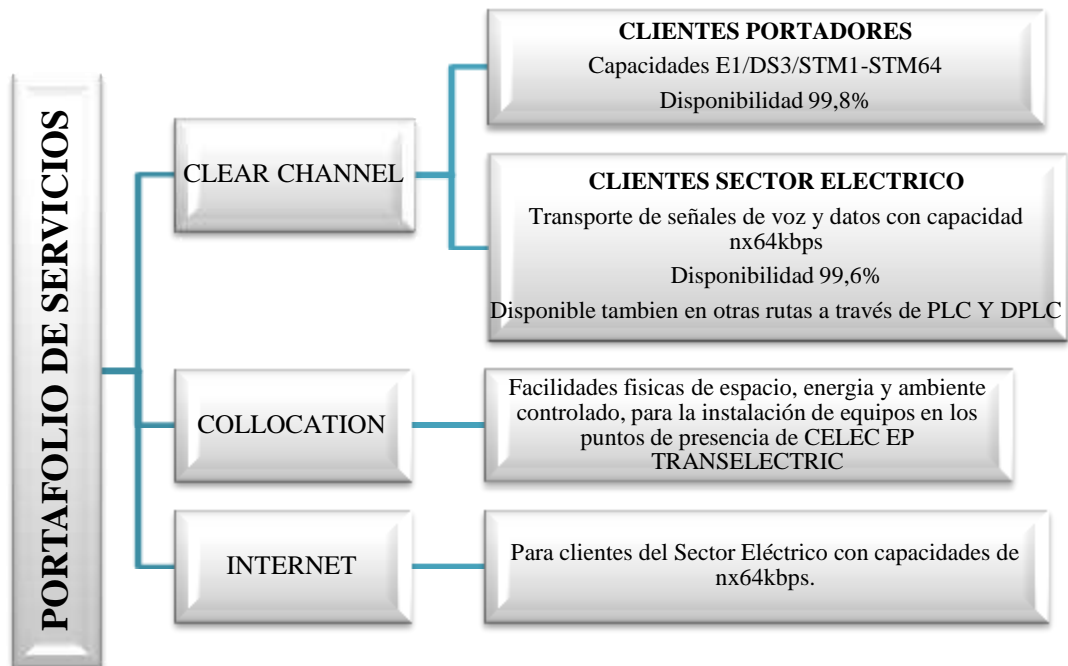 PORTAFOLIO DE SERVICIOS
CLEAR CHANNEL
CLIENTES PORTADORES
Capacidades E1/DS3/STM1-STM64
Disponibilidad 99,8%
CLIENTES SECTOR ELECTRICO
Transporte de señales de voz y datos con capacidad
nx64kbps
Disponibilidad 99,6%
Disponible tambien en otras rutas a través de PLC Y DPLC
COLLOCATION
Facilidades fisicas de espacio, energia y ambiente
controlado, para la instalación de equipos en los
puntos de presencia de CELEC EP
TRANSELECTRIC
INTERNET
Para clientes del Sector Eléctrico con capacidades de
nx64kbps.